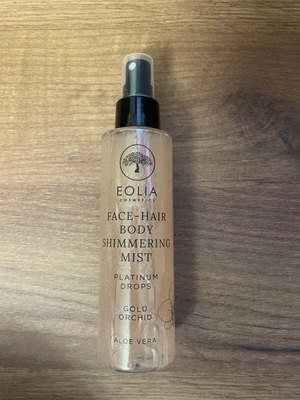 EOLIA
COSMETICS
FACE-HAIR
BODY
SHIMMERING
MIST
PLATINUM
DROPS
GOLD
ORCHID
ALOE VERA